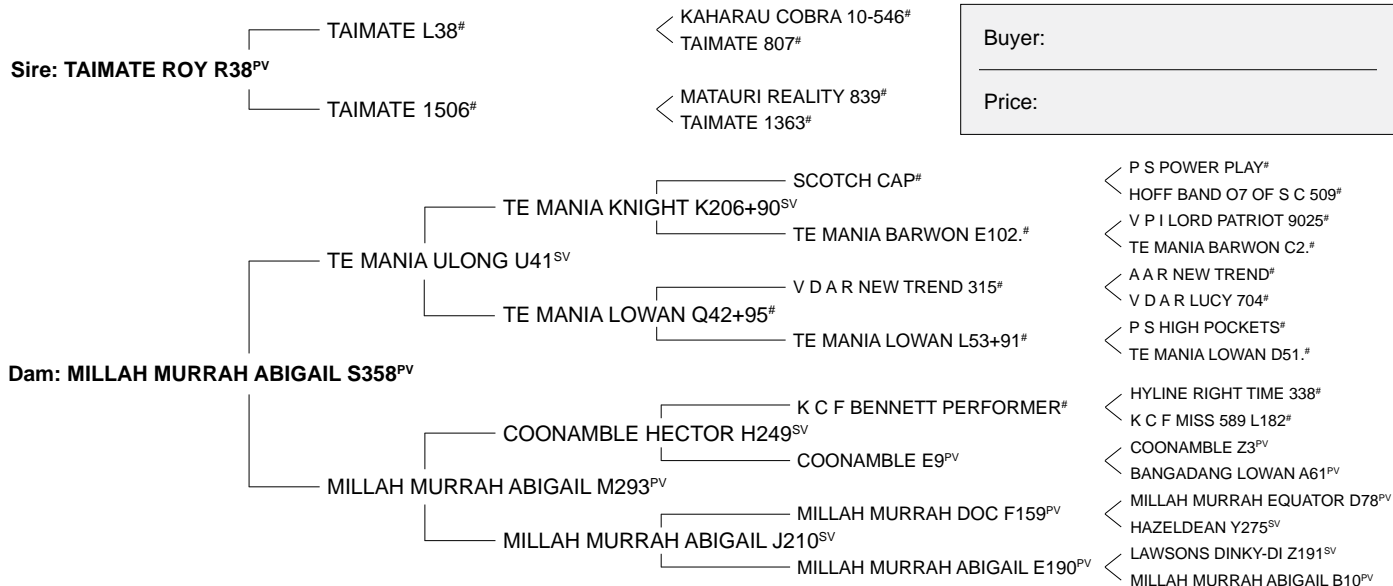 KAHARAU COBRA 10-546#
TAIMATE L38#
TAIMATE 807#
Sire: TAIMATE ROY R38PV
MATAURI REALITY 839#
TAIMATE 1506#
TAIMATE 1363#
Buyer:
Price:
P S POWER PLAY#
SCOTCH CAP#
HOFF BAND O7 OF S C 509#
TE MANIA KNIGHT K206+90SV
V P I LORD PATRIOT 9025#
TE MANIA BARWON E102.#
TE MANIA BARWON C2.#
TE MANIA ULONG U41SV
A A R NEW TREND#
V D A R NEW TREND 315#
V D A R LUCY 704#
TE MANIA LOWAN Q42+95#
P S HIGH POCKETS#
TE MANIA LOWAN L53+91#
TE MANIA LOWAN D51.#
Dam: MILLAH MURRAH ABIGAIL S358PV
HYLINE RIGHT TIME 338#
K C F BENNETT PERFORMER#
K C F MISS 589 L182#
COONAMBLE HECTOR H249SV
COONAMBLE Z3PV
COONAMBLE E9PV
BANGADANG LOWAN A61PV
MILLAH MURRAH ABIGAIL M293PV
MILLAH MURRAH EQUATOR D78PV
MILLAH MURRAH DOC F159PV
HAZELDEAN Y275SV
MILLAH MURRAH ABIGAIL J210SV
LAWSONS DINKY-DI Z191SV
MILLAH MURRAH ABIGAIL E190PV
MILLAH MURRAH ABIGAIL B10PV